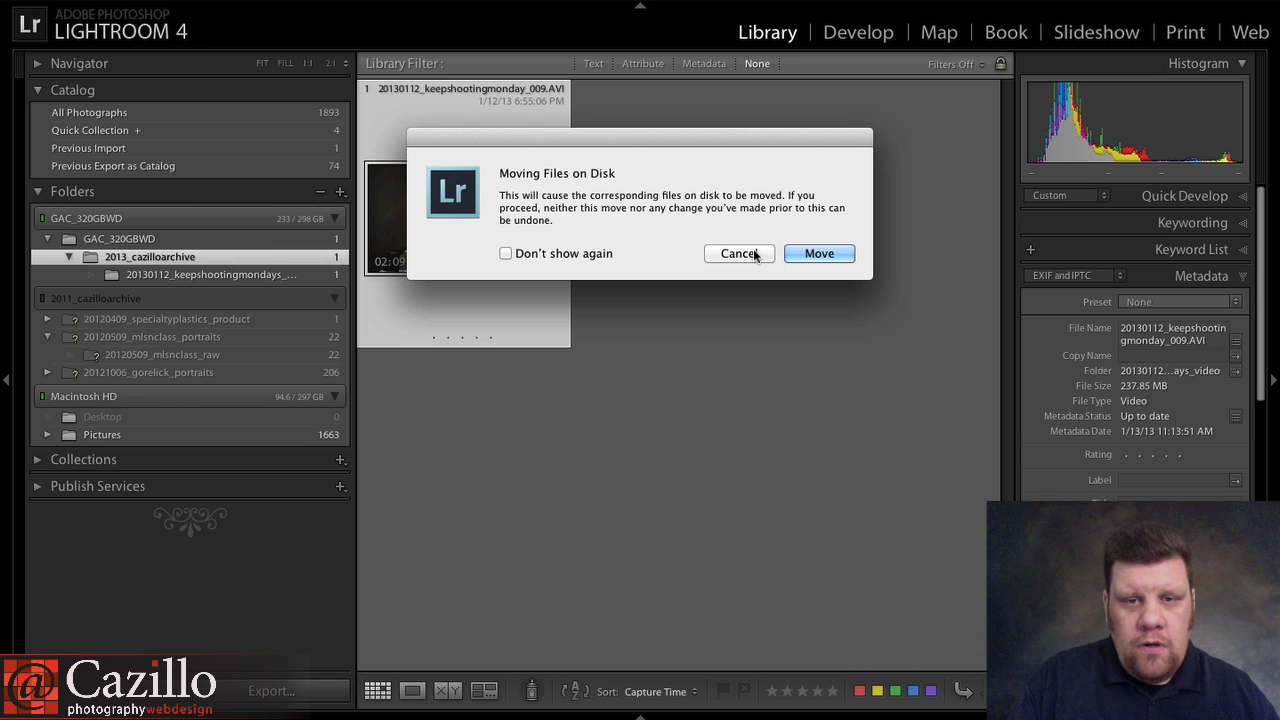 Lr ADOBE PHOTOSHOP
LIGHTROOM 4
Library | Develop | Map | Book | Slideshow | Print | Web
Navigator FIT FILL 1:1 2:1
Catalog
All Photographs 1893
Quick Collection + 4
Previous Import 1
Previous Export as Catalog 74
Folders
GAC_320GBWD 233 / 298 GB
GAC_320GBWD 1
2013_cazilloarchive 1
20130112_keepshootingmondays_... 1
2011_cazilloarchive
20120409_specialtyplastics_product 1
20120509_mlsnclass_portraits 22
20120509_mlsnclass_raw 22
20121006_gorelick_portraits 206
Macintosh HD 94.6 / 297 GB
Desktop 0
Pictures 1663
Collections
Publish Services
Export...
@Cazillo
photographywebdesign
Library Filter : Text Attribute Metadata None Filters Off
1 20130112_keepshootingmonday_009.AVI
1/12/13 6:55:06 PM
02:09
Moving Files on Disk
Lr
This will cause the corresponding files on disk to be moved. If you
proceed, neither this move nor any change you've made prior to this can
be undone.
Don't show again Cancel Move
XY Sort: Capture Time
Histogram
Custom Quick Develop
Keywording
Keyword List
EXIF and IPTC Metadata
Preset None
File Name 20130112_keepshootin
gmonday_009.AVI
Copy Name
Folder 20130112...ays_video
File Size 237.85 MB
File Type Video
Metadata Status Up to date
Metadata Date 1/13/13 11:13:51 AM
Rating
Label